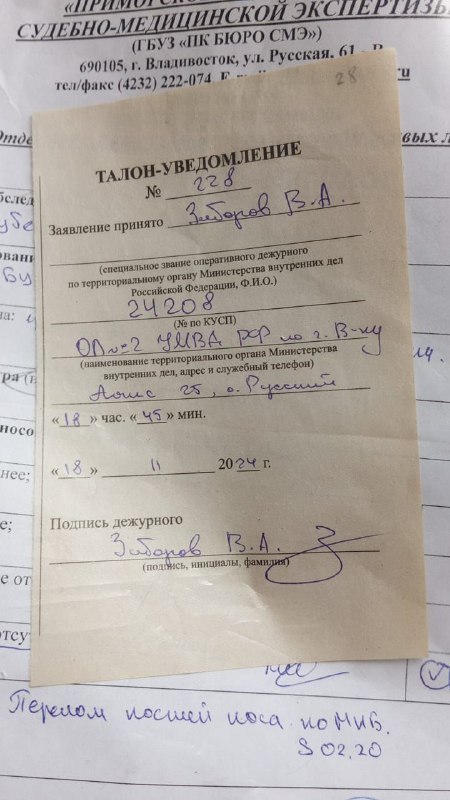 «ПРИМОРСКОЕ
СУДЕБНО-МЕДИЦИНСКОЙ ЭКСПЕРТИЗЫ
(ГБУЗ «ПК БЮРО СМЭ»)
690105, г. Владивосток, ул. Русская, 61
тел/факс (4232) 222-074, E
ru
28
ТАЛОН-УВЕДОМЛЕНИЕ
№ 228
Заявление принято Зиборов В.А.
(специальное звание оперативного дежурного
по территориальному органу Министерства внутренних дел
Российской Федерации, Ф.И.О.)
24208
(№ по КУСП)
ОП №2 УМВД РФ по г. В-ку
(наименование территориального органа Министерства
внутренних дел, адрес и служебный телефон)
Аякс 25, о. Русский
«18» час. «45» мин.
«18» 11 2024 г.
Подпись дежурного
Зиборов В.А.
(подпись, инициалы, фамилия)
Перелом костей носа по МКБ.
S 02.20